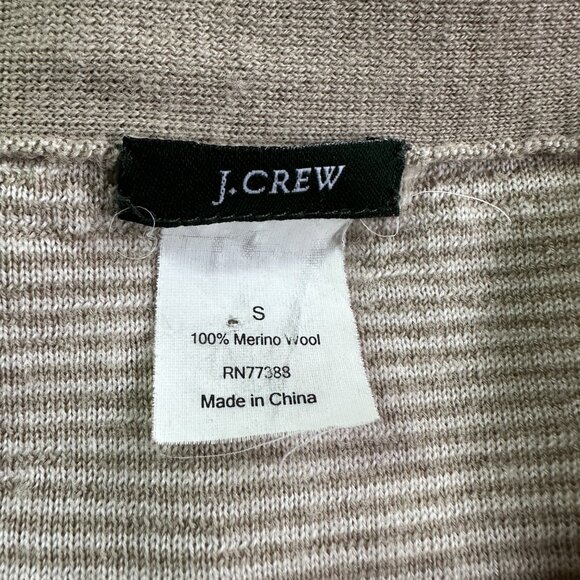 J.CREW
S
100% Merino Wool
RN77388
Made in China